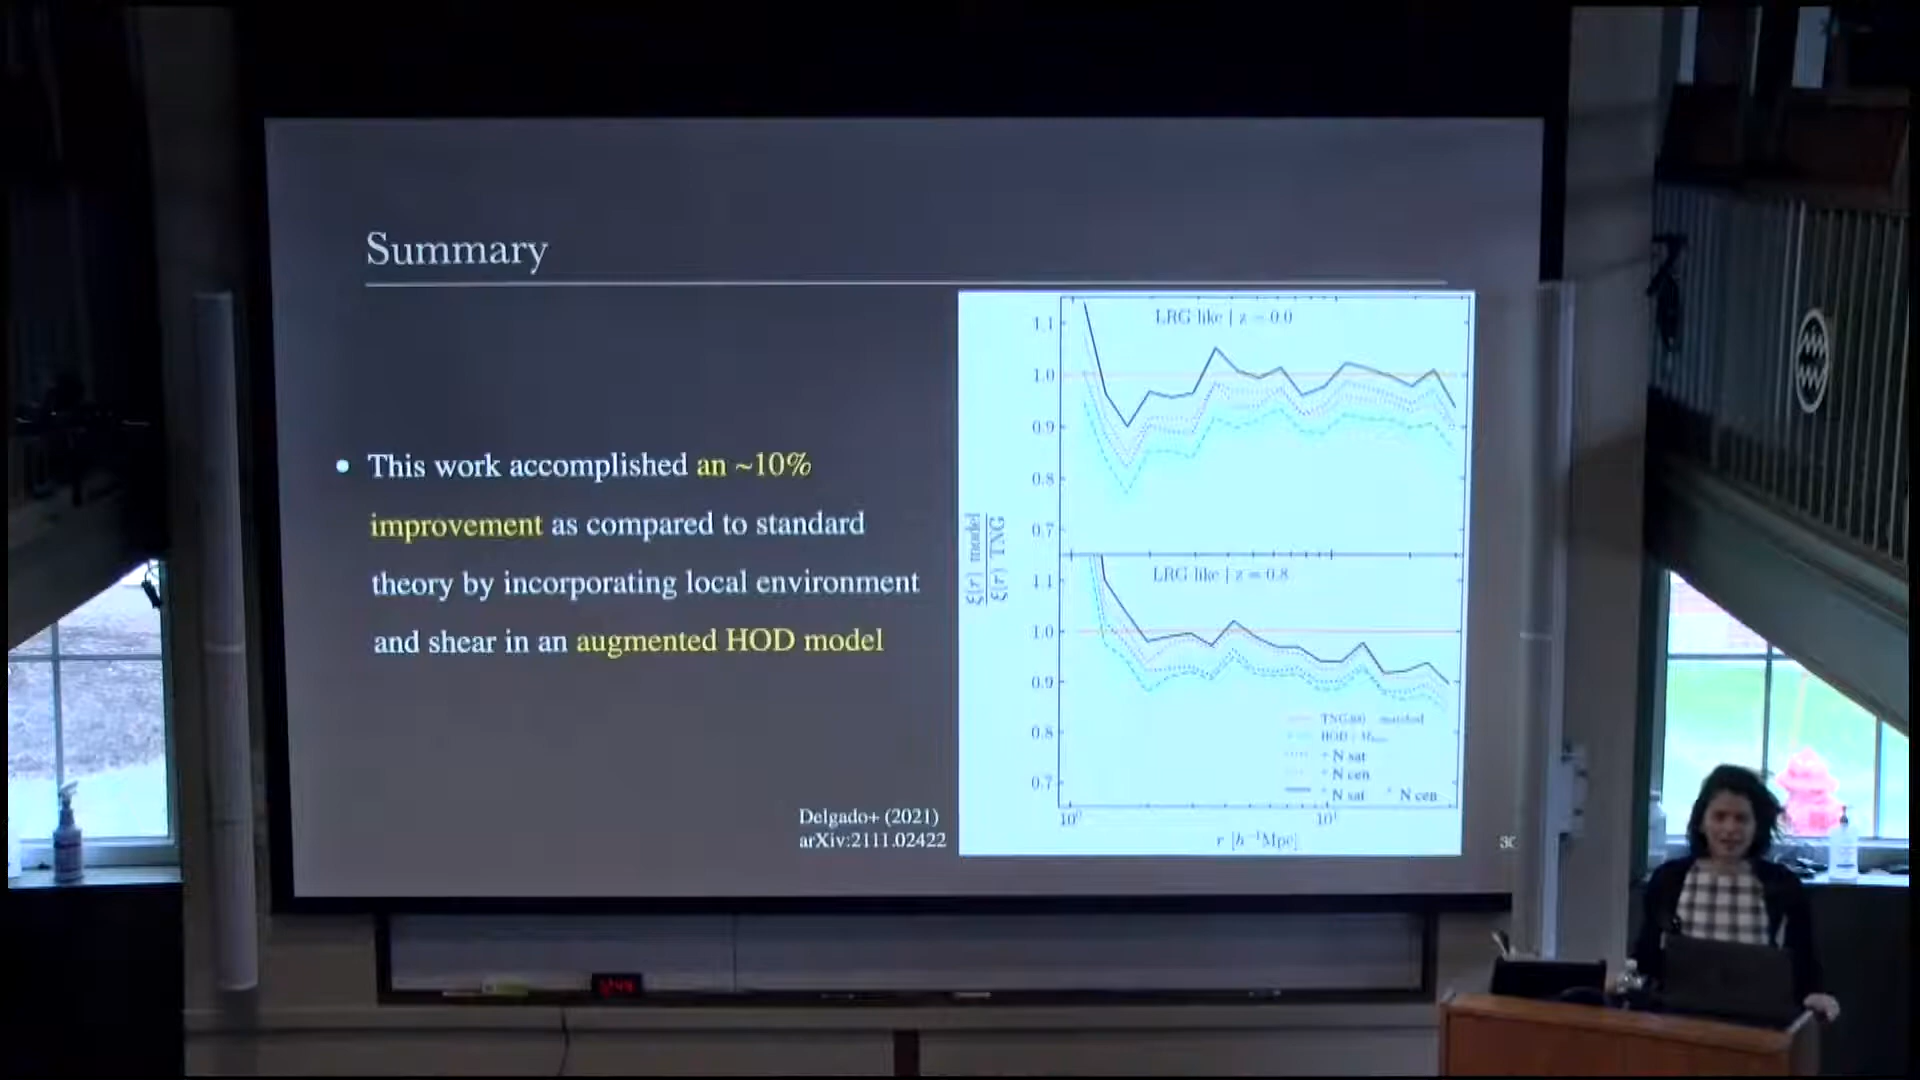 Summary
This work accomplished an ~10%
improvement as compared to standard
theory by incorporating local environment
and shear in an augmented HOD model
Delgado+ (2021)
arXiv:2111.02422
LRG like | z = 0.0
1.1
1.0
0.9
0.8
0.7
ξ(r) model
ξ(r) TNG
LRG like | z = 0.8
1.1
1.0
0.9
0.8
0.7
+ N sat
+ N cen
+ N sat + N cen
10⁰
10¹
r [h⁻¹Mpc]
30